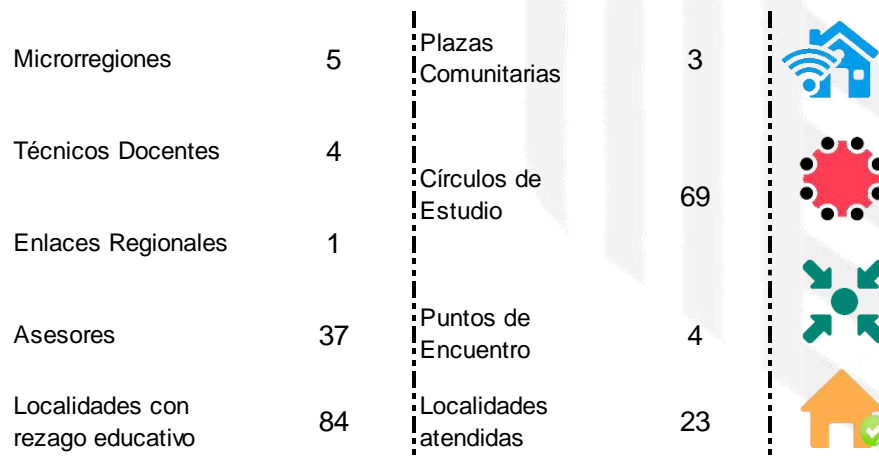 Microrregiones 5
Técnicos Docentes 4
Enlaces Regionales 1
Asesores 37
Localidades con
rezago educativo 84
Plazas
Comunitarias 3
Círculos de
Estudio 69
Puntos de
Encuentro 4
Localidades
atendidas 23